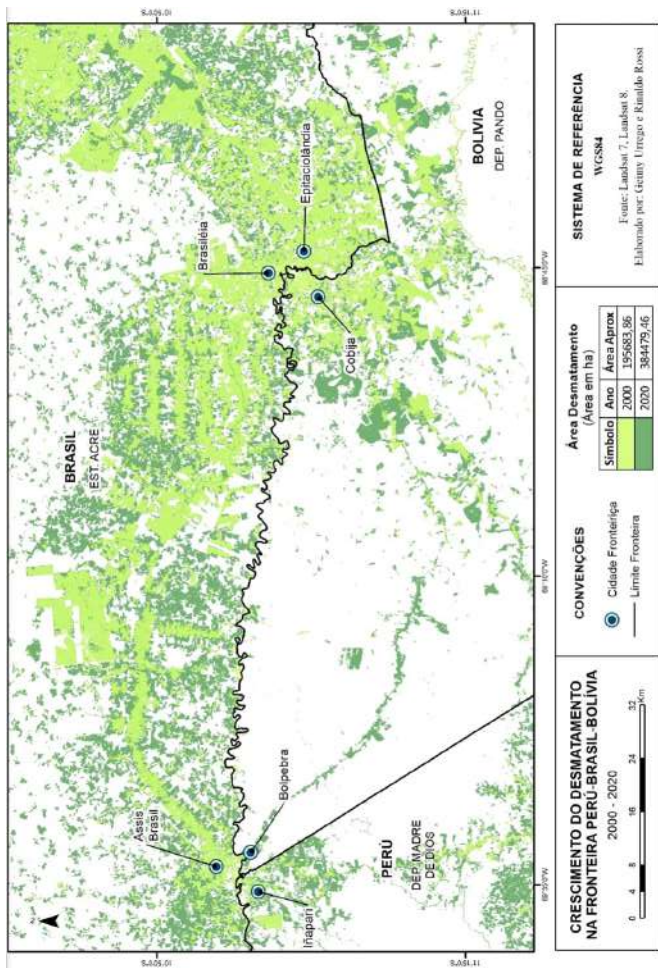 BRASIL
EST. ACRE
Brasiléia
Epitaciolândia
Cobija
BOLIVIA
DEP. PANDO
Assis
Brasil
Bolpebra
Iñapari
PERÚ
DEP. MADRE
DE DIOS
CRESCIMENTO DO DESMATAMENTO
NA FRONTEIRA PERU-BRASIL-BOLÍVIA
2000 - 2020
0 4 8 16 24 32
Km
CONVENÇÕES
Cidade Fronteiriça
Límite Fronteira
Área Desmatamento
(Área em ha)
Símbolo Ano Área Aprox
2000 195683,86
2020 384479,46
SISTEMA DE REFERÊNCIA
WGS84
Fonte: Landsat 7, Landsat 8.
Elaborado por: Geimy Urrego e Rinaldo Rossi